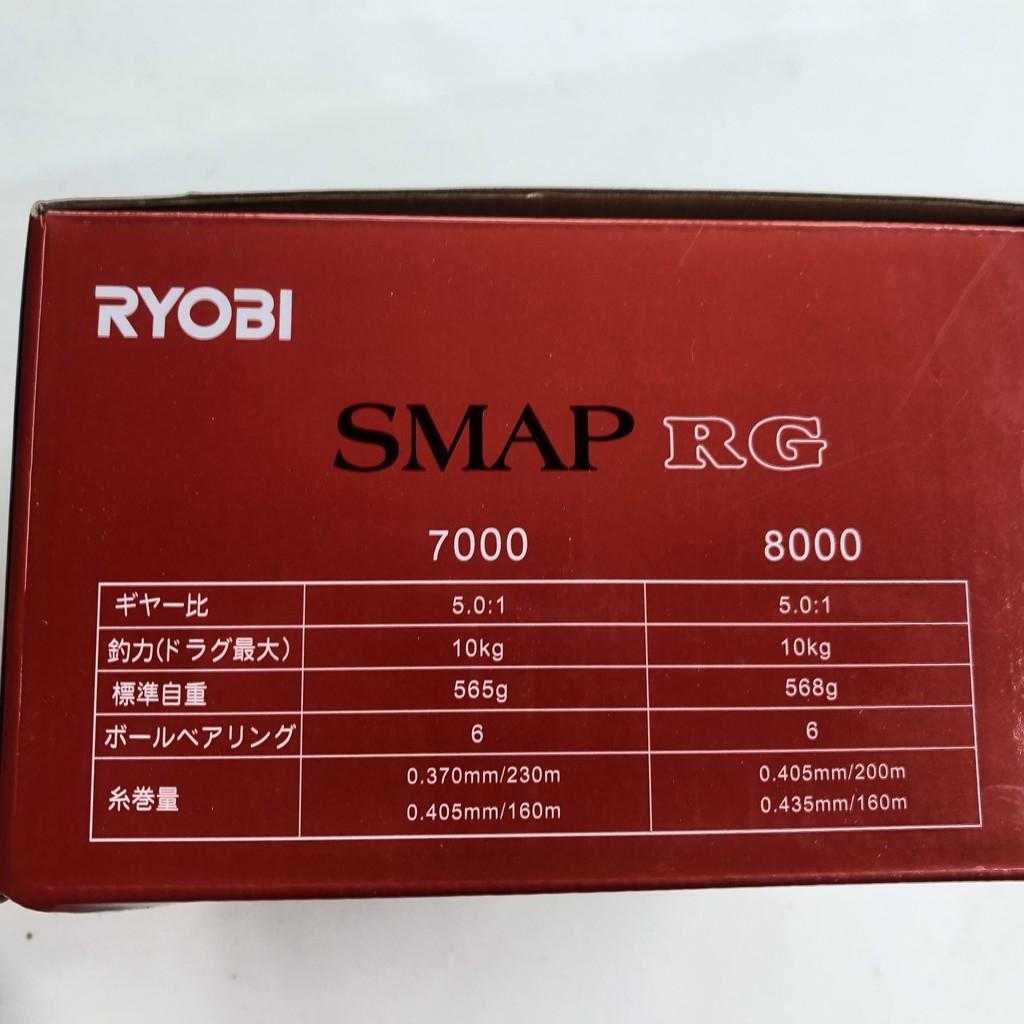 RYOBI
SMAP RG
7000 8000
ギヤー比 5.0:1 5.0:1
釣力(ドラグ最大) 10kg 10kg
標準自重 565g 568g
ボールベアリング 6 6
糸巻量 0.370mm/230m 0.405mm/200m
0.405mm/160m 0.435mm/160m